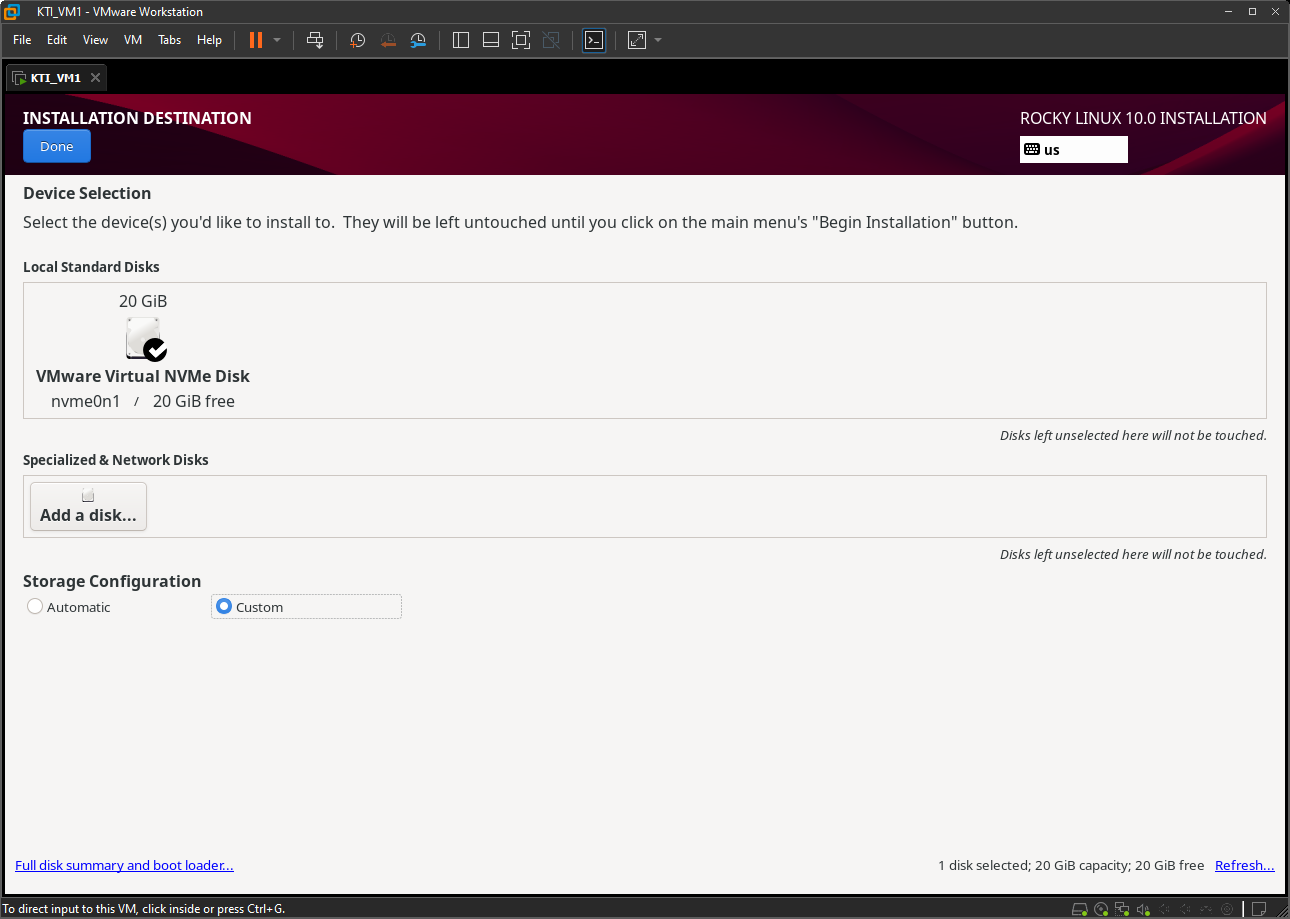 KTI_VM1 - VMware Workstation
File Edit View VM Tabs Help
KTI_VM1
INSTALLATION DESTINATION
ROCKY LINUX 10.0 INSTALLATION
Done
us
Device Selection
Select the device(s) you'd like to install to. They will be left untouched until you click on the main menu's "Begin Installation" button.
Local Standard Disks
20 GiB
VMware Virtual NVMe Disk
nvme0n1 / 20 GiB free
Disks left unselected here will not be touched.
Specialized & Network Disks
Add a disk...
Disks left unselected here will not be touched.
Storage Configuration
Automatic Custom
Full disk summary and boot loader...
1 disk selected; 20 GiB capacity; 20 GiB free Refresh...
To direct input to this VM, click inside or press Ctrl+G.